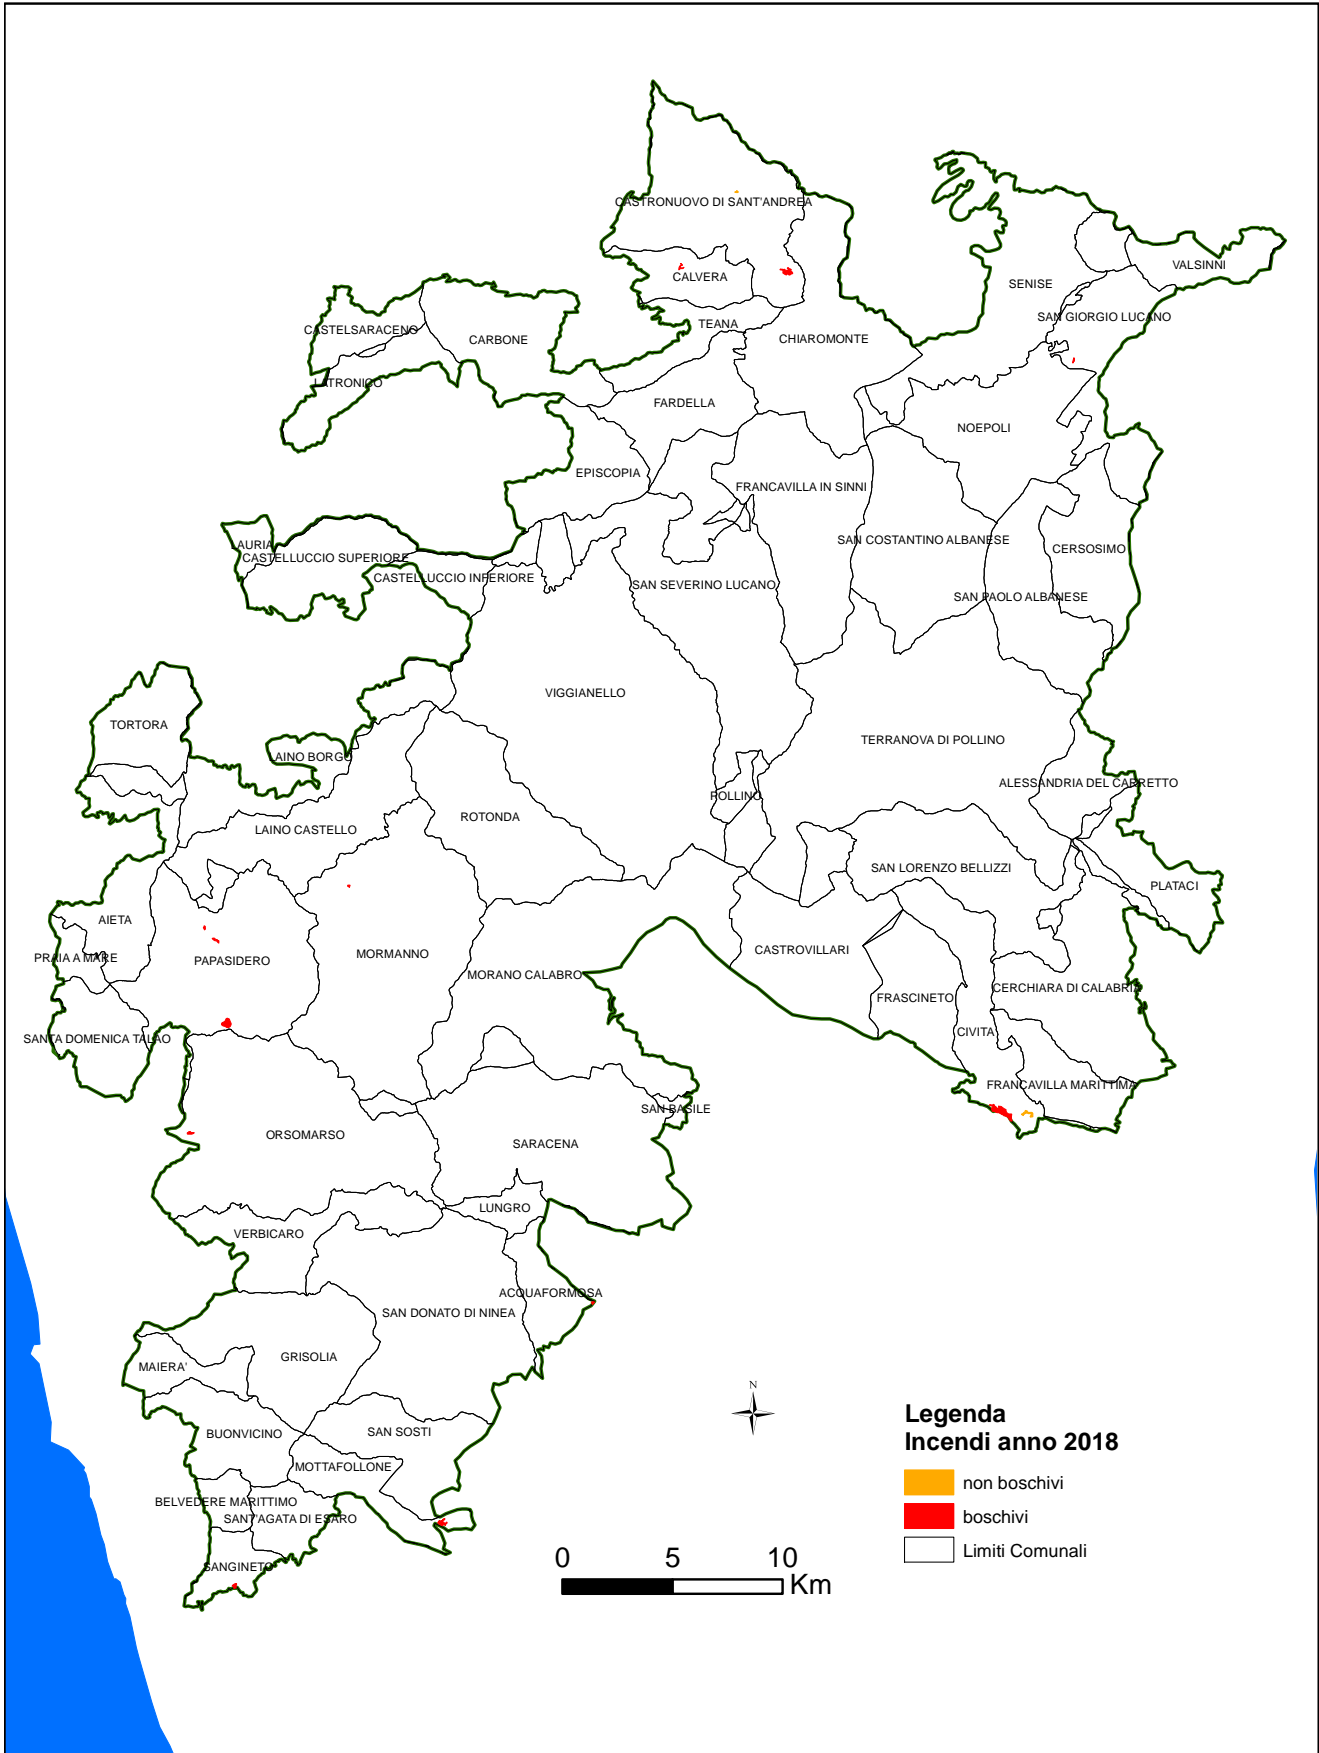 CASTRONUOVO DI SANT'ANDREA
VALSINNI
CALVERA
SENISE
SAN GIORGIO LUCANO
TEANA
CASTELSARACENO
CARBONE
CHIAROMONTE
LATRONICO
FARDELLA
NOEPOLI
EPISCOPIA
FRANCAVILLA IN SINNI
SAN COSTANTINO ALBANESE
AURIA
CERSOSIMO
CASTELLUCCIO SUPERIORE
CASTELLUCCIO INFERIORE
SAN SEVERINO LUCANO
SAN PAOLO ALBANESE
VIGGIANELLO
TORTORA
TERRANOVA DI POLLINO
LAINO BORGO
ALESSANDRIA DEL CARRETTO
POLLINO
ROTONDA
LAINO CASTELLO
SAN LORENZO BELLIZZI
PLATACI
AIETA
CASTROVILLARI
MORMANNO
PRAIA A MARE
PAPASIDERO
MORANO CALABRO
CERCHIARA DI CALABRIA
FRASCINETO
CIVITA
SANTA DOMENICA TALAO
FRANCAVILLA MARITTIMA
SAN BASILE
ORSOMARSO
SARACENA
LUNGRO
VERBICARO
ACQUAFORMOSA
SAN DONATO DI NINEA
GRISOLIA
MAIERA'
N
BUONVICINO
SAN SOSTI
MOTTAFOLLONE
BELVEDERE MARITTIMO
SANT'AGATA DI ESARO
SANGINETO
Legenda
Incendi anno 2018
non boschivi
boschivi
Limiti Comunali
0 5 10
Km